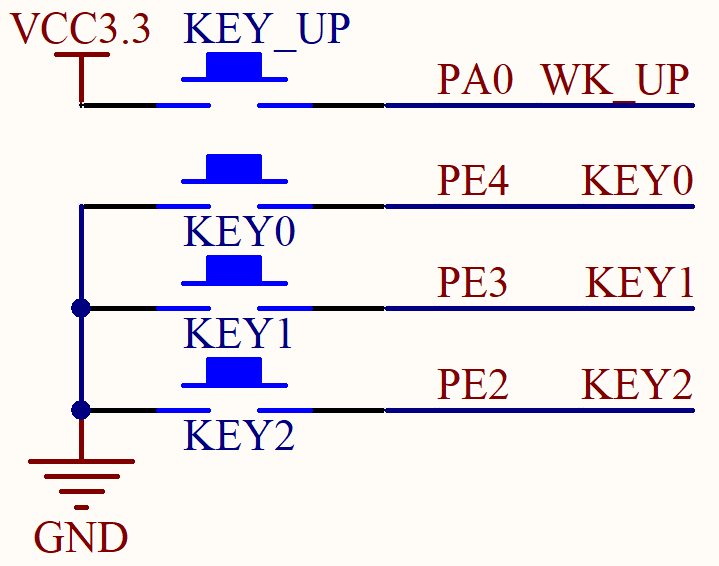 VCC3.3 KEY_UP
PA0 WK_UP
PE4 KEY0
KEY0
PE3 KEY1
KEY1
PE2 KEY2
KEY2
GND